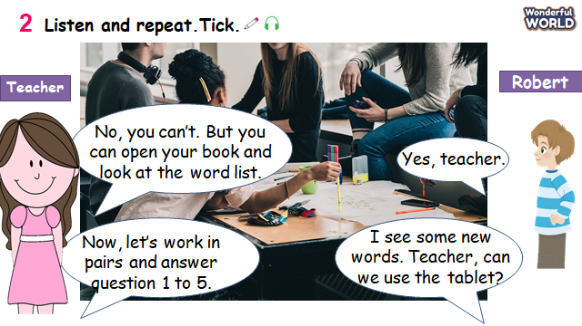 2 Listen and repeat.Tick.
Wonderful
WORLD
Teacher
Robert
No, you can't. But you
can open your book and
look at the word list.
Yes, teacher.
Now, let's work in
pairs and answer
question 1 to 5.
I see some new
words. Teacher, can
we use the tablet?